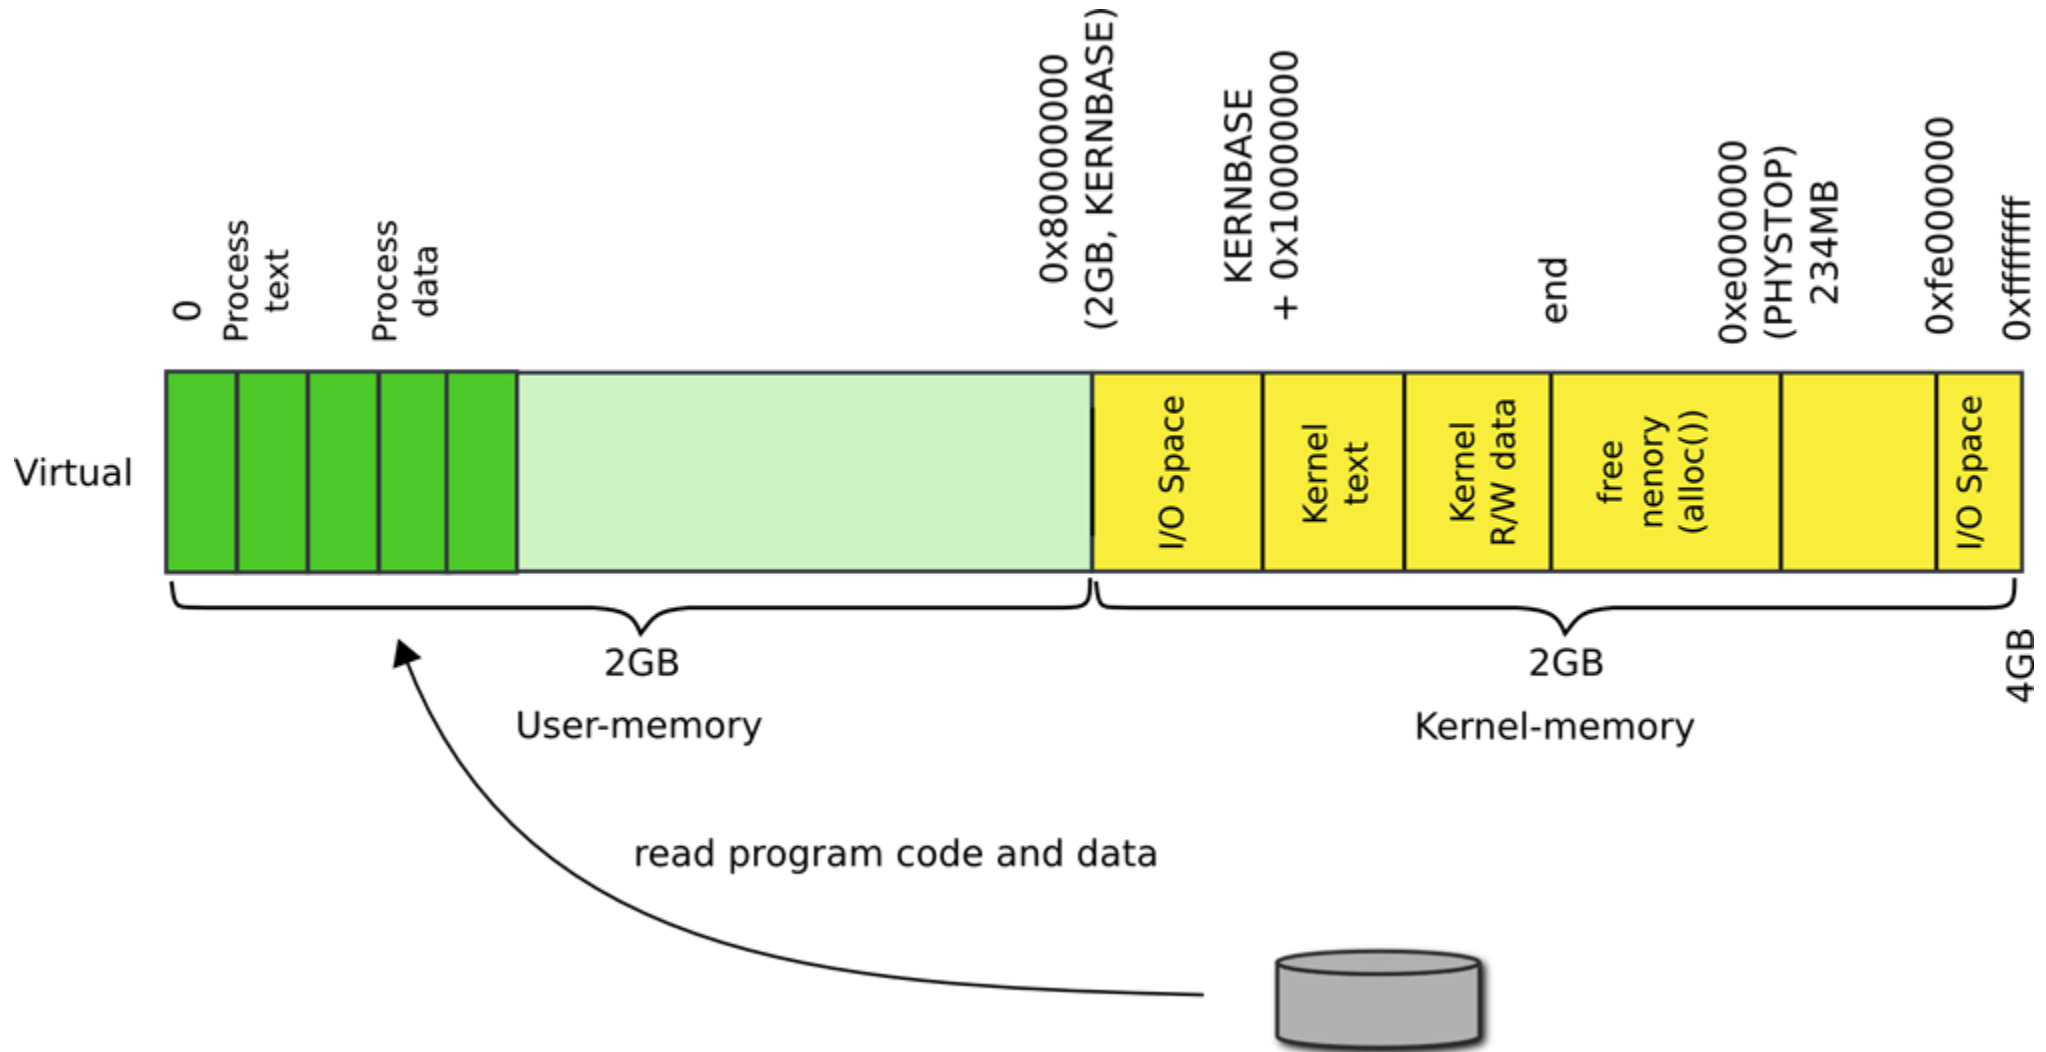 0
Process
text
Process
data
0x80000000
(2GB, KERNBASE)
KERNBASE
+ 0x10000000
end
0xe000000
(PHYSTOP)
234MB
0xfe000000
0xffffffff
Virtual
I/O Space
Kernel
text
Kernel
R/W data
free
nenory
(alloc())
I/O Space
2GB
User-memory
2GB
Kernel-memory
4GB
read program code and data